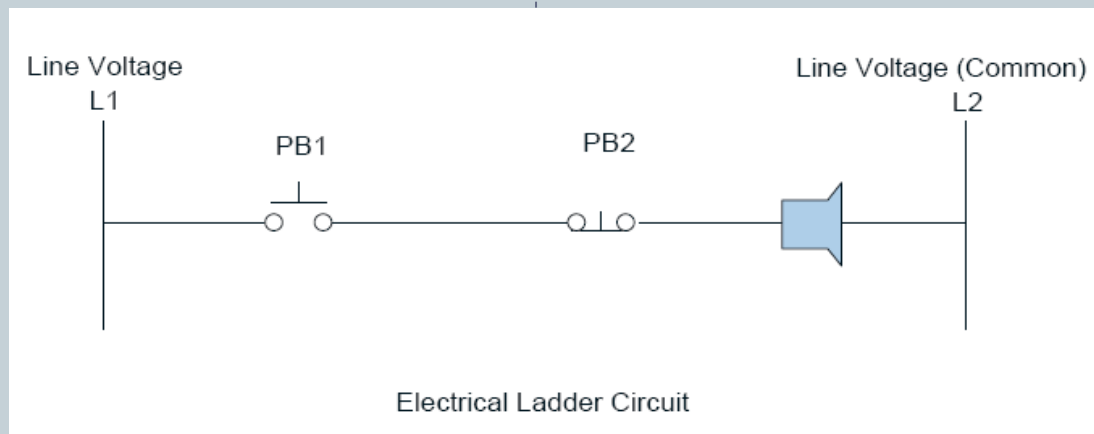 Line Voltage
L1
Line Voltage (Common)
L2
PB1
PB2
Electrical Ladder Circuit